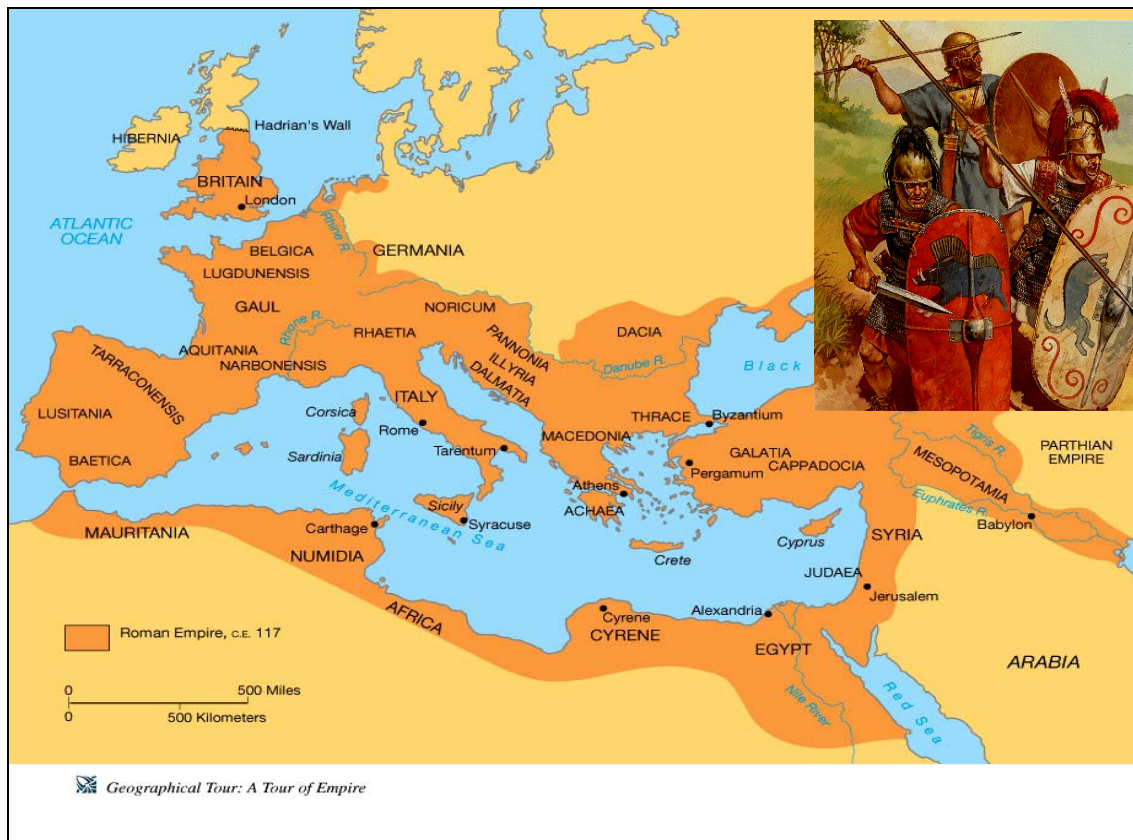 HIBERNIA
Hadrian's Wall
BRITAIN
London
ATLANTIC
OCEAN
BELGICA
Rhine R.
GERMANIA
LUGDUNENSIS
GAUL
NORICUM
Rhone R.
RHAETIA
DACIA
PANNONIA
ILLYRIA
DALMATIA
Danube R.
Black
AQUITANIA
NARBONENSIS
TARRACONENSIS
LUSITANIA
BAETICA
Corsica
ITALY
Rome
Sardinia
Tarentum
THRACE
Byzantium
MACEDONIA
GALATIA
CAPPADOCIA
Pergamum
Athens
ACHAEA
Tigris R.
PARTHIAN
EMPIRE
MESOPOTAMIA
Euphrates R.
Babylon
Mediterranean Sea
Sicily
Syracuse
Carthage
MAURITANIA
NUMIDIA
AFRICA
Crete
Cyprus
SYRIA
JUDAEA
Jerusalem
Alexandria
Cyrene
CYRENE
EGYPT
Nile River
Red Sea
ARABIA
Roman Empire, C.E. 117
0 500 Miles
0 500 Kilometers
Geographical Tour: A Tour of Empire